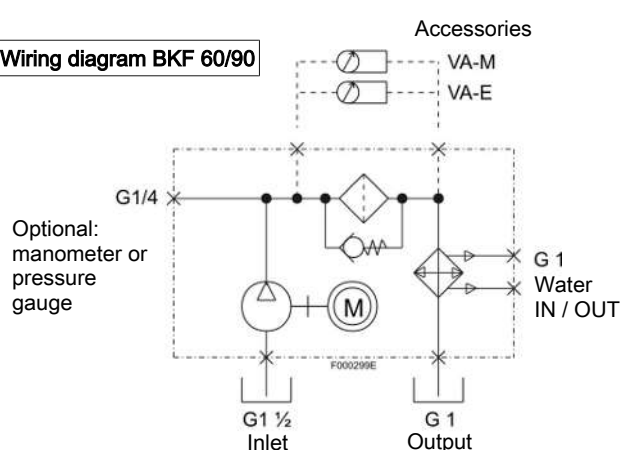 Accessories
Wiring diagram BKF 60/90
VA-M
VA-E
G1/4
Optional:
manometer or
pressure
gauge
G 1
Water
IN / OUT
M
F000299E
G1 ½
Inlet
G 1
Output